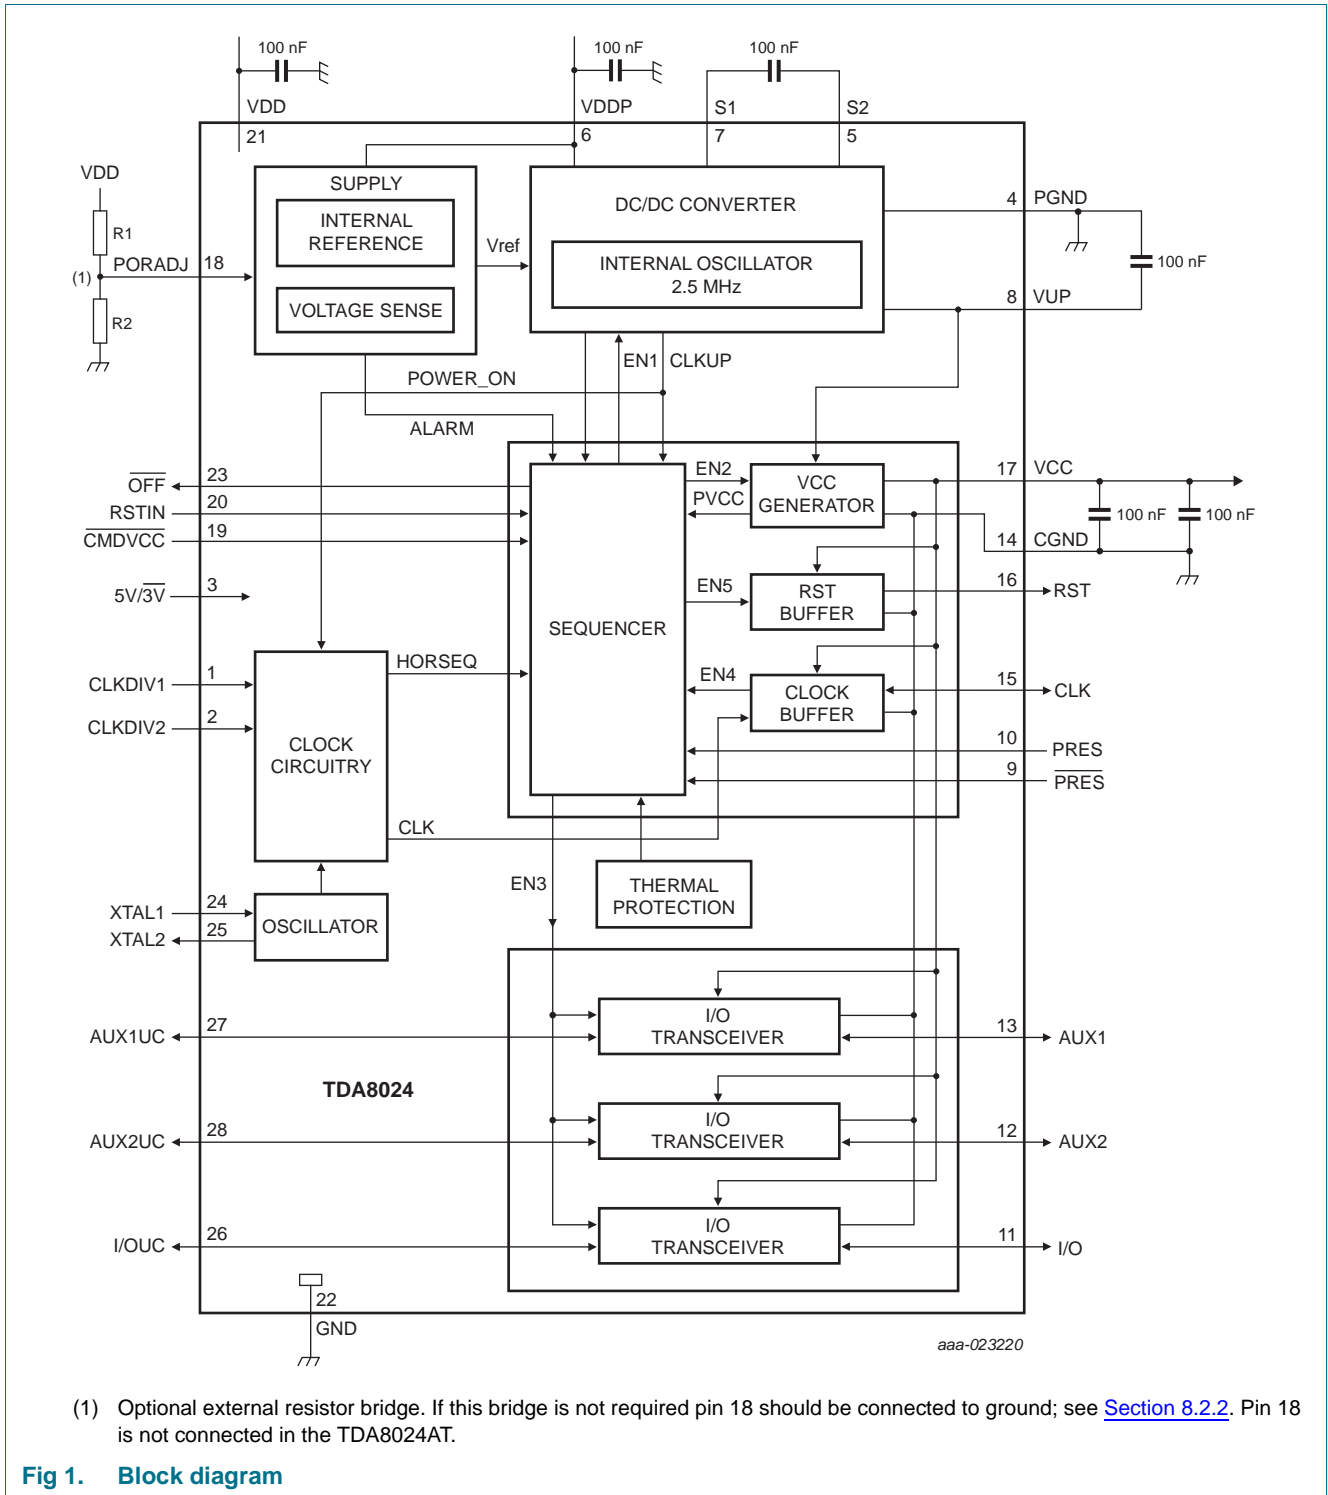 100 nF
100 nF
100 nF
VDD
VDDP
S1
S2
21
6
7
5
VDD
SUPPLY
INTERNAL
REFERENCE
VOLTAGE SENSE
Vref
DC/DC CONVERTER
INTERNAL OSCILLATOR
2.5 MHz
4 PGND
100 nF
8 VUP
R1
(1)
PORADJ 18
R2
EN1 CLKUP
POWER_ON
ALARM
OFF 23
RSTIN 20
CMDVCC 19
5V/3V 3
SEQUENCER
EN2
PVCC
VCC
GENERATOR
17 VCC
100 nF
100 nF
14 CGND
EN5
RST
BUFFER
16 RST
EN4
CLOCK
BUFFER
15 CLK
10 PRES
9 PRES
CLKDIV1 1
CLKDIV2 2
HORSEQ
CLOCK
CIRCUITRY
CLK
EN3
THERMAL
PROTECTION
XTAL1 24
XTAL2 25
OSCILLATOR
AUX1UC 27
I/O
TRANSCEIVER
13 AUX1
TDA8024
AUX2UC 28
I/O
TRANSCEIVER
12 AUX2
I/OUC 26
I/O
TRANSCEIVER
11 I/O
22
GND
aaa-023220
(1) Optional external resistor bridge. If this bridge is not required pin 18 should be connected to ground; see Section 8.2.2. Pin 18
is not connected in the TDA8024AT.
Fig 1. Block diagram